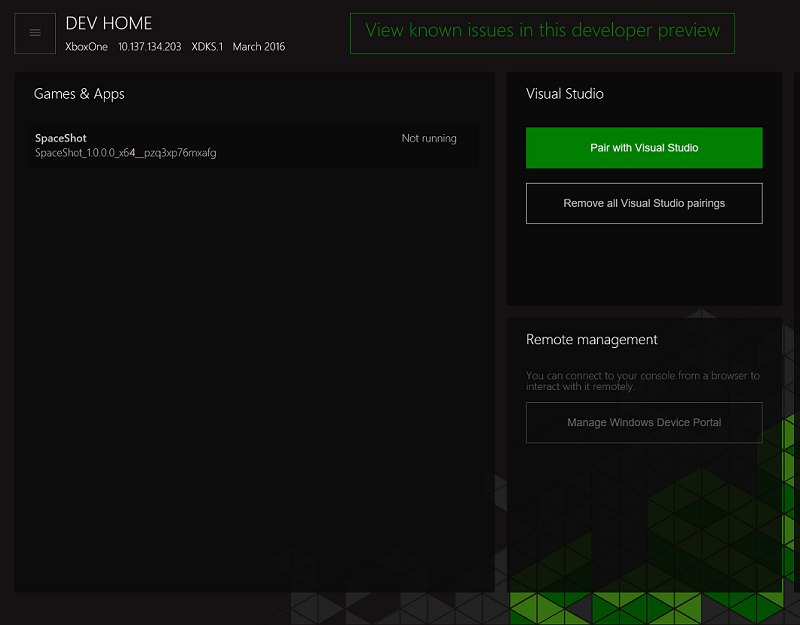 DEV HOME
XboxOne 10.137.134.203 XDKS.1 March 2016
View known issues in this developer preview
Games & Apps
SpaceShot
Not running
SpaceShot_1.0.0.0_x64__pzq3xp76mxafg
Visual Studio
Pair with Visual Studio
Remove all Visual Studio pairings
Remote management
You can connect to your console from a browser to
interact with it remotely.
Manage Windows Device Portal